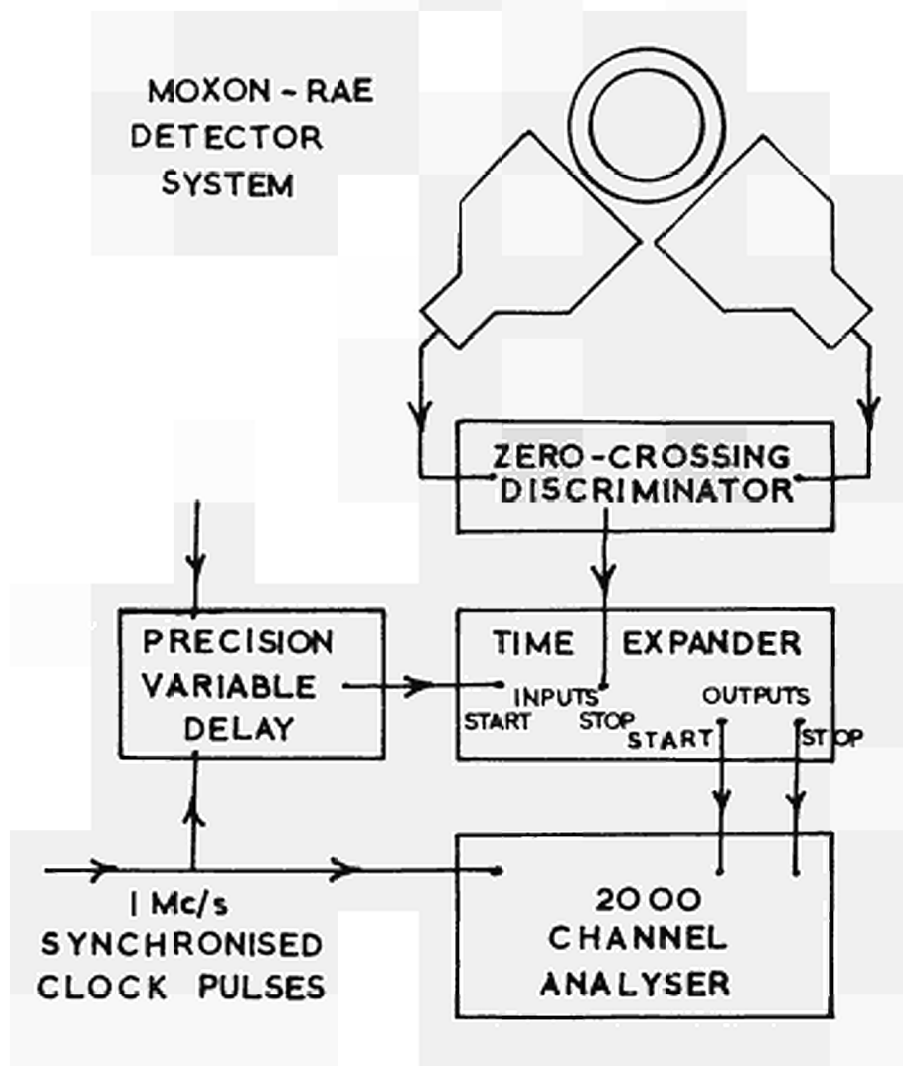 MOXON - RAE
DETECTOR
SYSTEM
ZERO-CROSSING
DISCRIMINATOR
PRECISION
VARIABLE
DELAY
TIME EXPANDER
INPUTS
START STOP
OUTPUTS
START STOP
1 Mc/s
SYNCHRONISED
CLOCK PULSES
2000
CHANNEL
ANALYSER